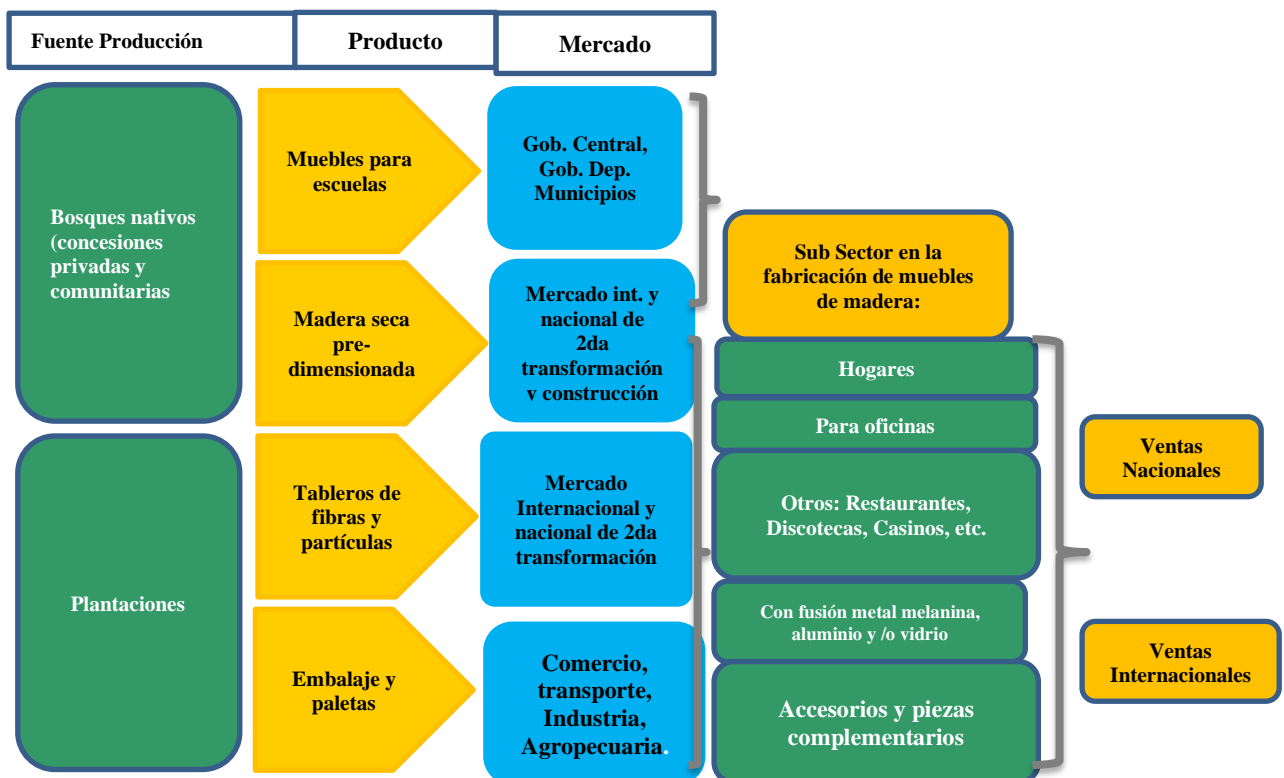 Fuente Producción
Producto
Mercado
Bosques nativos
(concesiones
privadas y
comunitarias
Muebles para
escuelas
Gob. Central,
Gob. Dep.
Municipios
Madera seca
pre-
dimensionada
Mercado int. y
nacional de
2da
transformación
y construcción
Plantaciones
Tableros de
fibras y
partículas
Mercado
Internacional y
nacional de 2da
transformación
Embalaje y
paletas
Comercio,
transporte,
Industria,
Agropecuaria.
Sub Sector en la
fabricación de muebles
de madera:
Hogares
Para oficinas
Otros: Restaurantes,
Discotecas, Casinos, etc.
Con fusión metal melanina,
aluminio y /o vidrio
Accesorios y piezas
complementarios
Ventas
Nacionales
Ventas
Internacionales